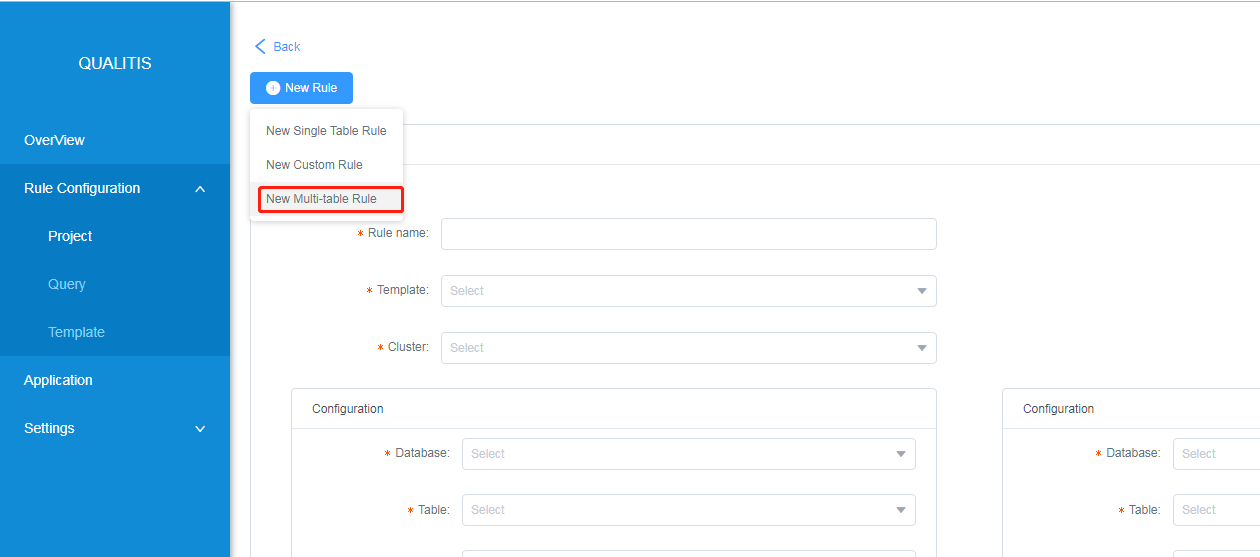 QUALITIS
OverView
Rule Configuration
Project
Query
Template
Application
Settings
Back
New Rule
New Single Table Rule
New Custom Rule
New Multi-table Rule
* Rule name:
* Template: Select
* Cluster: Select
Configuration
* Database: Select
* Table: Select
Configuration
* Database: Select
* Table: Select